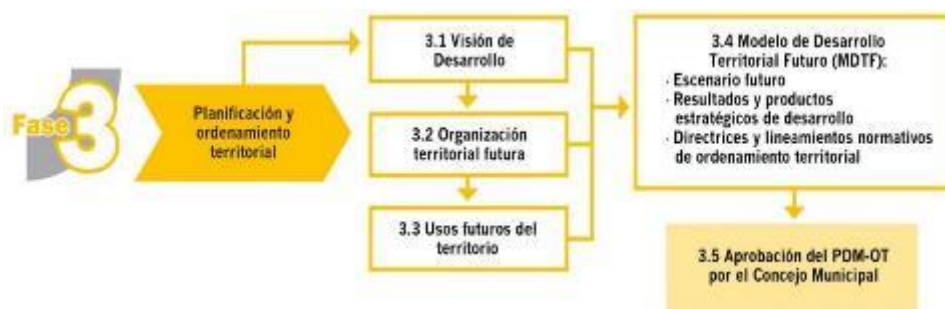 Fase 3
Planificación y
ordenamiento
territorial
3.1 Visión de
Desarrollo
3.2 Organización
territorial futura
3.3 Usos futuros del
territorio
3.4 Modelo de Desarrollo
Territorial Futuro (MDTF):
· Escenario futuro
· Resultados y productos
estratégicos de desarrollo
· Directrices y lineamientos normativos
de ordenamiento territorial
3.5 Aprobación del PDM-OT
por el Concejo Municipal